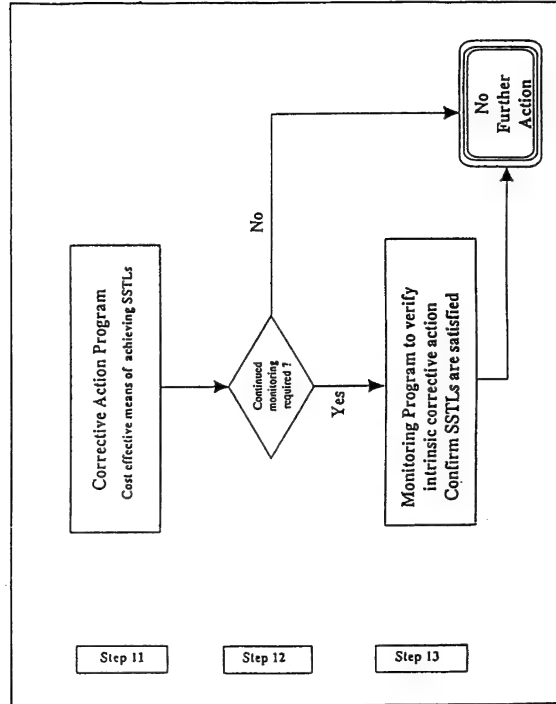 Step 11
Corrective Action Program
Cost effective means of achieving SSTLs
Step 12
Continued
monitoring
required ?
No
Yes
Step 13
Monitoring Program to verify
intrinsic corrective action
Confirm SSTLs are satisfied
No
Further
Action